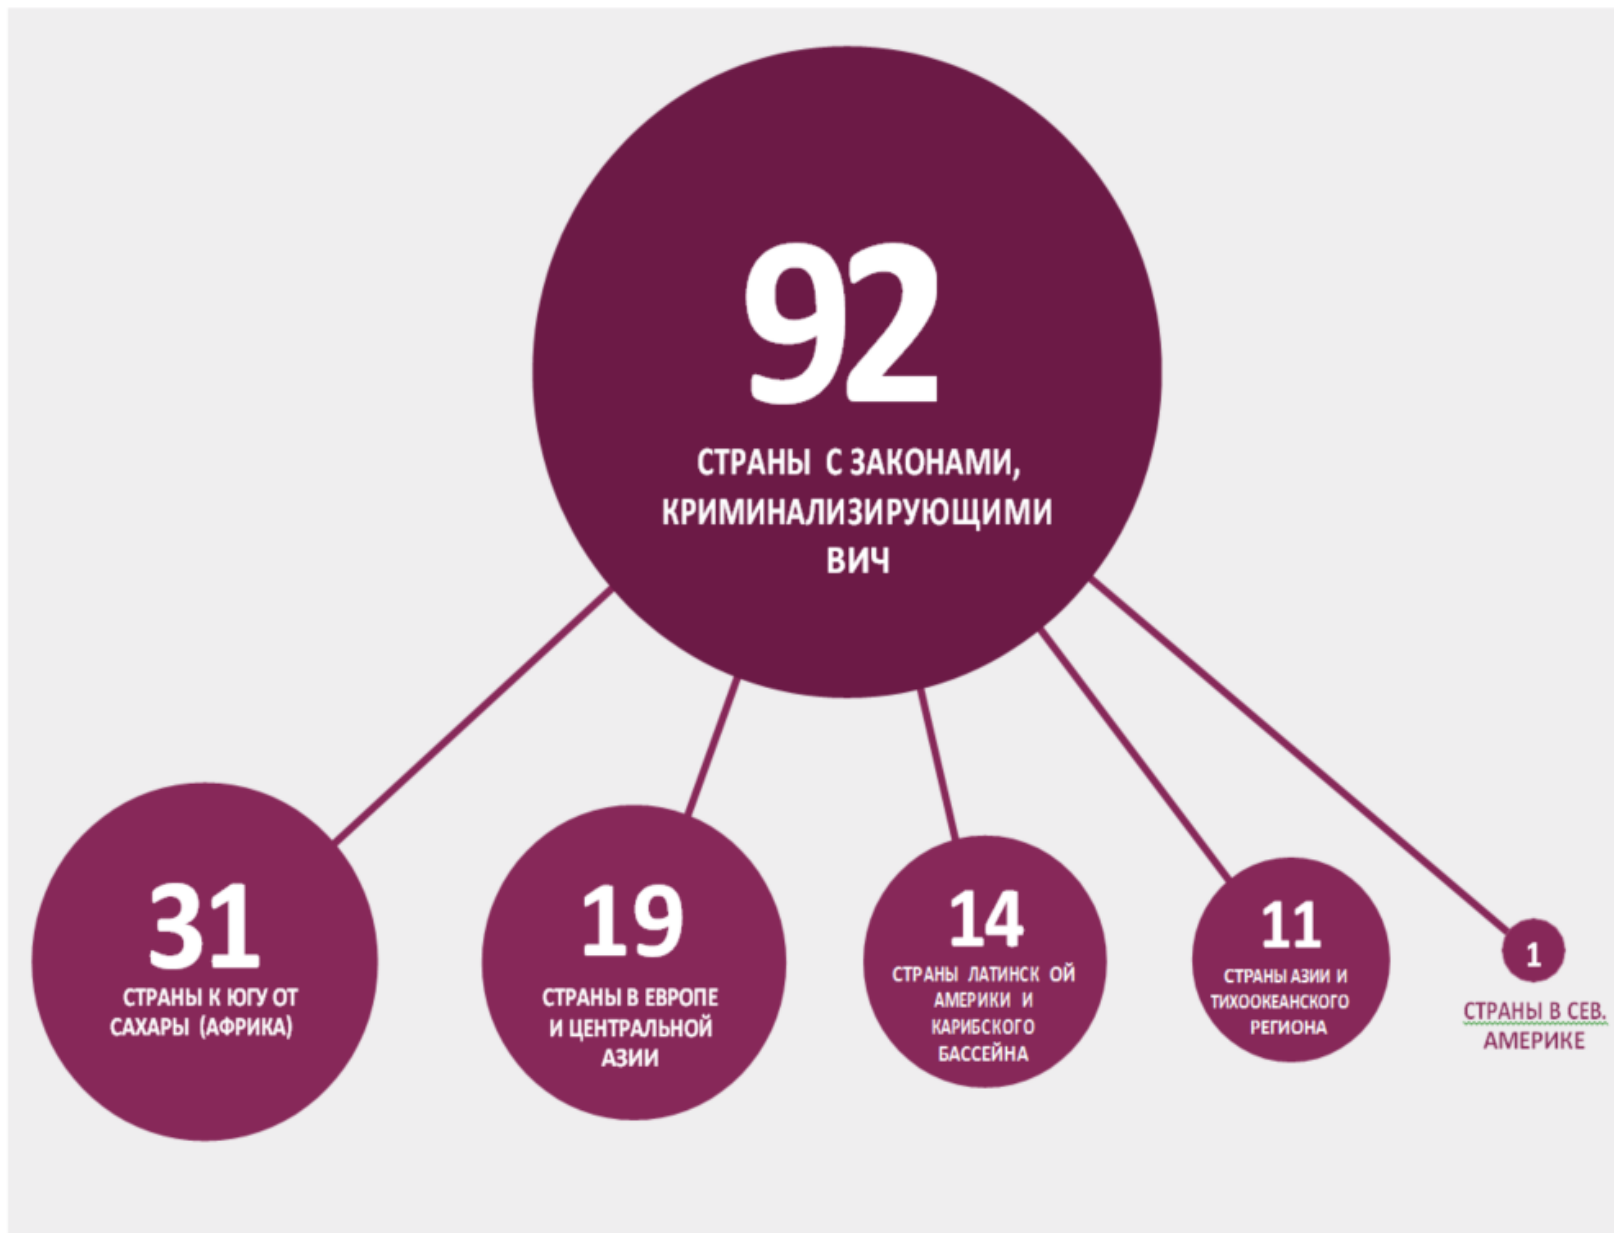 92
СТРАНЫ С ЗАКОНАМИ,
КРИМИНАЛИЗИРУЮЩИМИ
ВИЧ
31
СТРАНЫ К ЮГУ ОТ
САХАРЫ (АФРИКА)
19
СТРАНЫ В ЕВРОПЕ
И ЦЕНТРАЛЬНОЙ
АЗИИ
14
СТРАНЫ ЛАТИНСК ОЙ
АМЕРИКИ И
КАРИБСКОГО
БАССЕЙНА
11
СТРАНЫ АЗИИ И
ТИХООКЕАНСКОГО
РЕГИОНА
1
СТРАНЫ В СЕВ.
АМЕРИКЕ